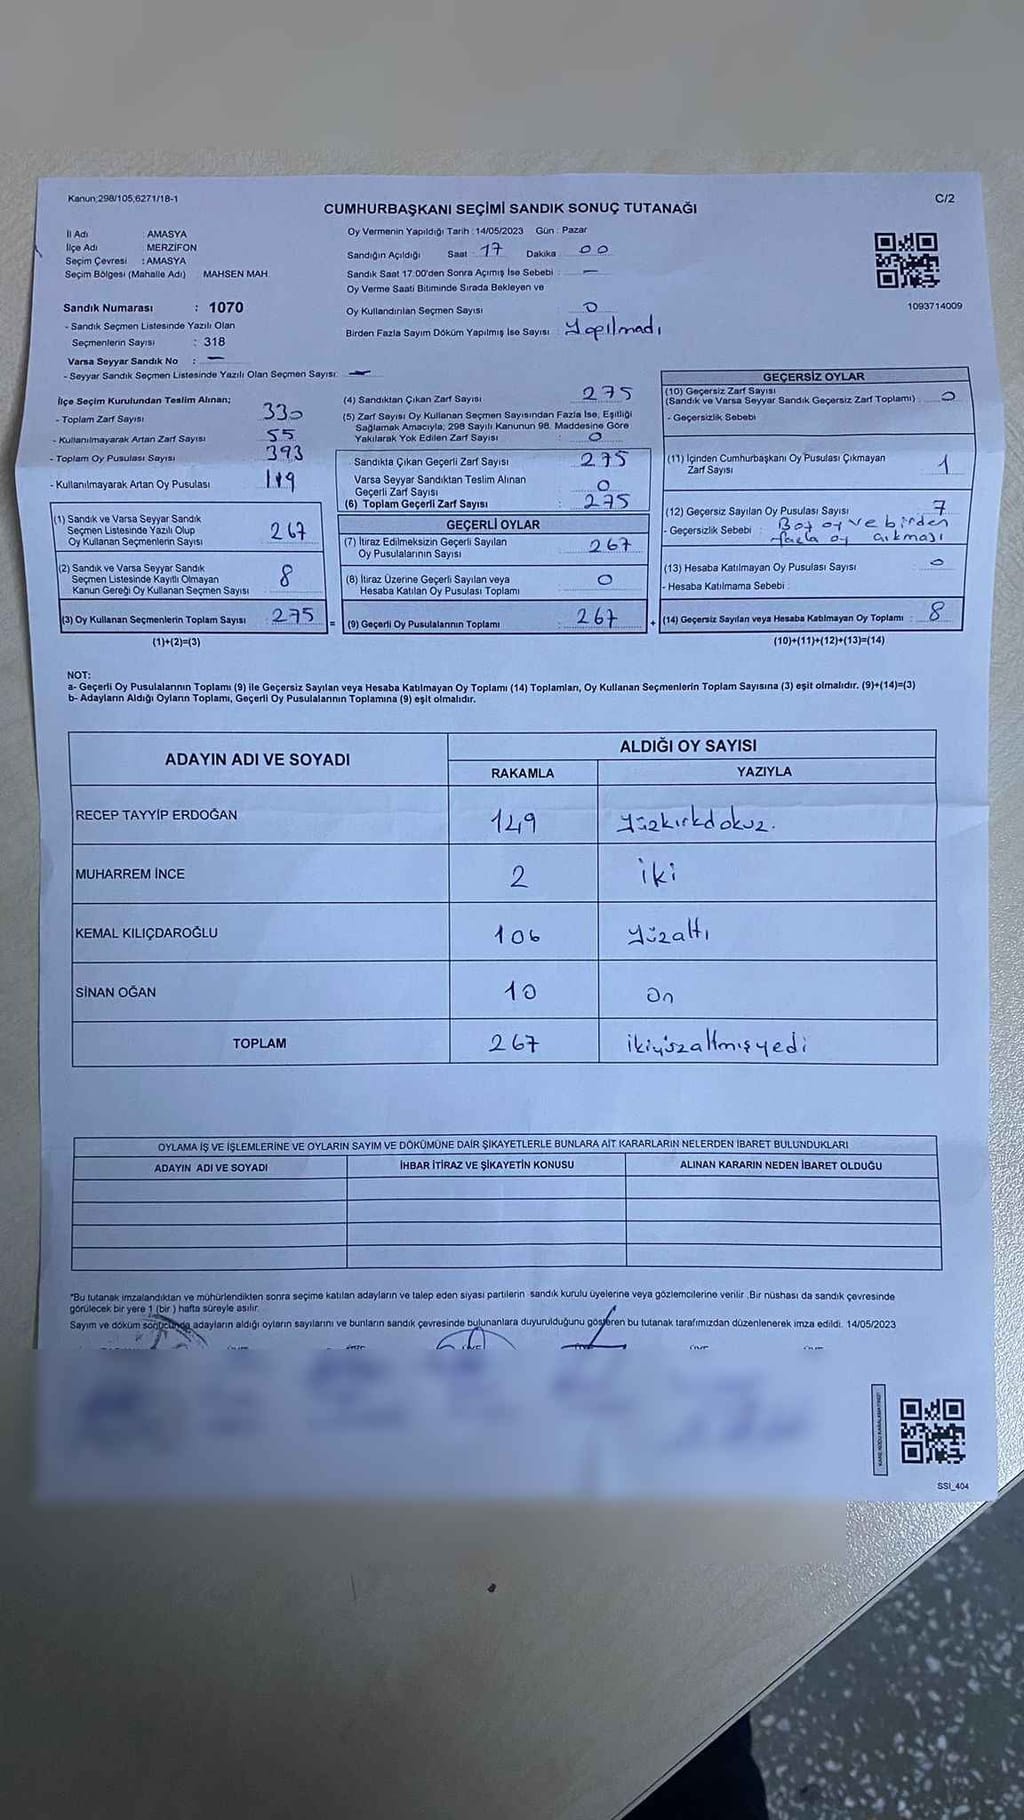 Kanun;298/105,6271/18-1
C/2
CUMHURBAŞKANI SEÇİMİ SANDIK SONUÇ TUTANAĞI
İl Adı : AMASYA
İlçe Adı : MERZİFON
Seçim Çevresi : AMASYA
Seçim Bölgesi (Mahalle Adı) MAHSEN MAH.
Sandık Numarası : 1070
- Sandık Seçmen Listesinde Yazılı Olan
Seçmenlerin Sayısı : 318
Varsa Seyyar Sandık No : —
- Seyyar Sandık Seçmen Listesinde Yazılı Olan Seçmen Sayısı: —
Oy Vermenin Yapıldığı Tarih : 14/05/2023 Gün : Pazar
Sandığın Açıldığı Saat : 17 Dakika : 00
Sandık Saat 17.00'den Sonra Açımış İse Sebebi : —
Oy Verme Saati Bitiminde Sırada Bekleyen ve
Oy Kullandırılan Seçmen Sayısı : 0
Birden Fazla Sayım Döküm Yapılmış İse Sayısı : Yapılmadı
1093714009
İlçe Seçim Kurulundan Teslim Alınan;
- Toplam Zarf Sayısı 330
- Kullanılmayarak Artan Zarf Sayısı 55
- Toplam Oy Pusulası Sayısı 393
- Kullanılmayarak Artan Oy Pusulası 119
(1) Sandık ve Varsa Seyyar Sandık
Seçmen Listesinde Yazılı Olup
Oy Kullanan Seçmenlerin Sayısı 267
(2) Sandık ve Varsa Seyyar Sandık
Seçmen Listesinde Kayıtlı Olmayan
Kanun Gereği Oy Kullanan Seçmen Sayısı 8
(3) Oy Kullanan Seçmenlerin Toplam Sayısı : 275
(1)+(2)=(3)
(4) Sandıktan Çıkan Zarf Sayısı : 275
(5) Zarf Sayısı Oy Kullanan Seçmen Sayısından Fazla İse, Eşitliği
Sağlamak Amacıyla; 298 Sayılı Kanunun 98. Maddesine Göre
Yakılarak Yok Edilen Zarf Sayısı : 0
Sandıkta Çıkan Geçerli Zarf Sayısı : 275
Varsa Seyyar Sandıktan Teslim Alınan
Geçerli Zarf Sayısı : 0
(6) Toplam Geçerli Zarf Sayısı : 275
GEÇERLİ OYLAR
(7) İtiraz Edilmeksizin Geçerli Sayılan
Oy Pusulalarının Sayısı : 267
(8) İtiraz Üzerine Geçerli Sayılan veya
Hesaba Katılan Oy Pusulası Toplamı : 0
= (9) Geçerli Oy Pusulalarının Toplamı : 267
GEÇERSİZ OYLAR
(10) Geçersiz Zarf Sayısı
(Sandık ve Varsa Seyyar Sandık Geçersiz Zarf Toplamı) : 0
- Geçersizlik Sebebi :
(11) İçinden Cumhurbaşkanı Oy Pusulası Çıkmayan
Zarf Sayısı : 1
(12) Geçersiz Sayılan Oy Pusulası Sayısı : 7
- Geçersizlik Sebebi : Boş oy ve birden
fazla oy çıkması
(13) Hesaba Katılmayan Oy Pusulası Sayısı : 0
- Hesaba Katılmama Sebebi :
+ (14) Geçersiz Sayılan veya Hesaba Katılmayan Oy Toplamı : 8
(10)+(11)+(12)+(13)=(14)
NOT:
a- Geçerli Oy Pusulalarının Toplamı (9) ile Geçersiz Sayılan veya Hesaba Katılmayan Oy Toplamı (14) Toplamları, Oy Kullanan Seçmenlerin Toplam Sayısına (3) eşit olmalıdır. (9)+(14)=(3)
b- Adayların Aldığı Oyların Toplamı, Geçerli Oy Pusulalarının Toplamına (9) eşit olmalıdır.
ADAYIN ADI VE SOYADI ALDIĞI OY SAYISI
RAKAMLA YAZIYLA
RECEP TAYYİP ERDOĞAN 149 yüzkırkdokuz.
MUHARREM İNCE 2 iki
KEMAL KILIÇDAROĞLU 106 yüzaltı
SİNAN OĞAN 10 on
TOPLAM 267 ikiyüzaltmışyedi
OYLAMA İŞ VE İŞLEMLERİNE VE OYLARIN SAYIM VE DÖKÜMÜNE DAİR ŞİKAYETLERLE BUNLARA AİT KARARLARIN NELERDEN İBARET BULUNDUKLARI
ADAYIN ADI VE SOYADI İHBAR İTİRAZ VE ŞİKAYETİN KONUSU ALINAN KARARIN NEDEN İBARET OLDUĞU
*Bu tutanak imzalandıktan ve mühürlendikten sonra seçime katılan adayların ve talep eden siyasi partilerin sandık kurulu üyelerine veya gözlemcilerine verilir .Bir nüshası da sandık çevresinde
görülecek bir yere 1 (bir ) hafta süreyle asılır.
Sayım ve döküm sonucunda adayların aldığı oyların sayılarını ve bunların sandık çevresinde bulunanlara duyurulduğunu gösteren bu tutanak tarafımızdan düzenlenerek imza edildi. 14/05/2023
SSI_404